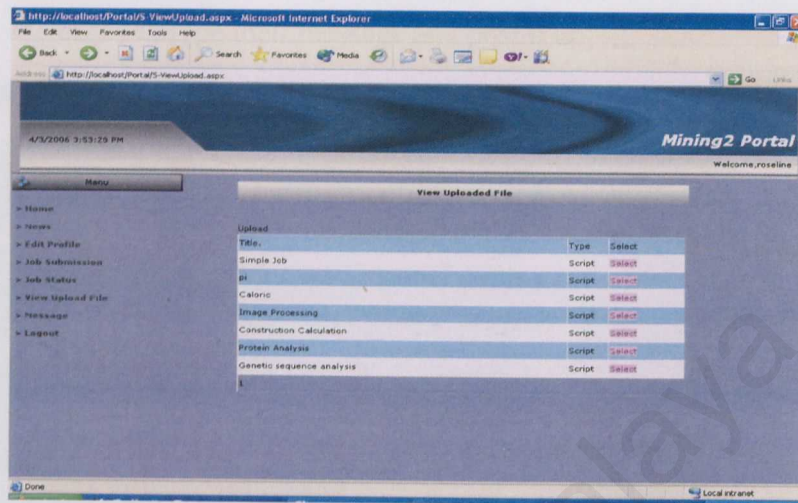 http://localhost/Portal/5-ViewUpload.aspx - Microsoft Internet Explorer
File Edit View Favorites Tools Help
Back Search Favorites Media
Address http://localhost/Portal/5-ViewUpload.aspx Go Links
4/3/2006 3:53:29 PM
Mining2 Portal
Welcome,roseline
Menu
View Uploaded File
Home
News
Edit Profile
Job Submission
Job Status
View Upload File
Message
Logout
Upload
Title. Type Select
Simple Job Script Select
pi Script Select
Caloric Script Select
Image Processing Script Select
Construction Calculation Script Select
Protein Analysis Script Select
Genetic sequence analysis Script Select
1
Done Local intranet